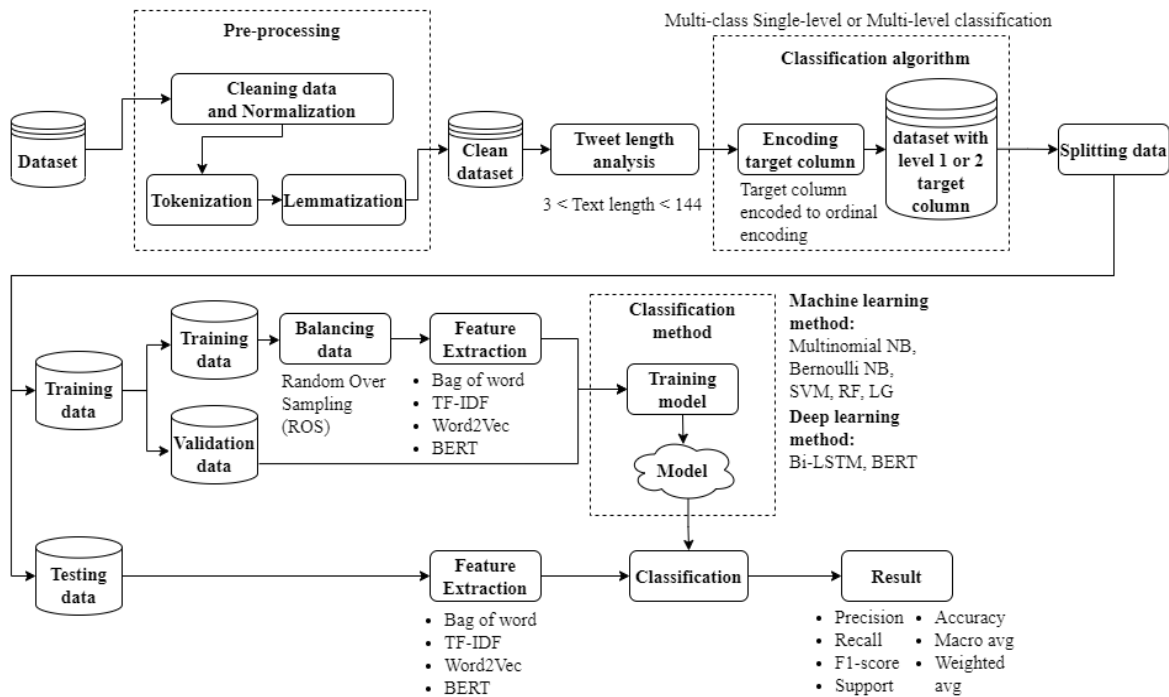 Multi-class Single-level or Multi-level classification
Pre-processing
Classification algorithm
Cleaning data
and Normalization
Dataset
Tokenization
Lemmatization
Clean
dataset
Tweet length
analysis
3 < Text length < 144
Encoding
target column
Target column
encoded to ordinal
encoding
dataset with
level 1 or 2
target
column
Splitting data
Training
data
Training
data
Validation
data
Balancing
data
Random Over
Sampling
(ROS)
Feature
Extraction
• Bag of word
• TF-IDF
• Word2Vec
• BERT
Classification
method
Training
model
Model
Machine learning
method:
Multinomial NB,
Bernoulli NB,
SVM, RF, LG
Deep learning
method:
Bi-LSTM, BERT
Testing
data
Feature
Extraction
• Bag of word
• TF-IDF
• Word2Vec
• BERT
Classification
Result
• Precision
• Recall
• F1-score
• Support
• Accuracy
• Macro avg
• Weighted
avg